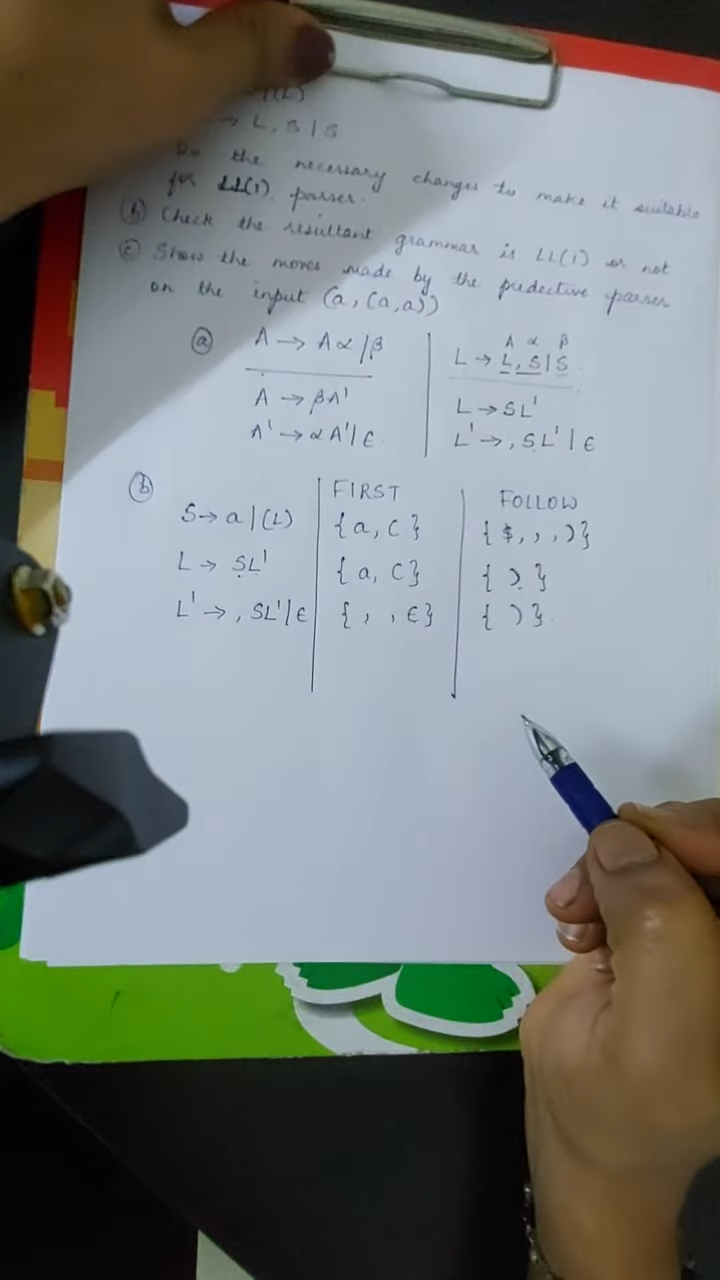 (L)
→ L, S | S
the necessary changes to make it suitable
for LL(1) parser.
(b) Check the resultant grammar is LL(1) or not
(c) Show the moves made by the predective parser
on the input (a, (a,a))
(a) A → Aα | β
A → βA'
A' → αA' | ε
A α β
L → L, S | S
L → SL'
L' → , SL' | ε
(b) FIRST FOLLOW
S → a | (L) {a, (} {$, , , )}
L → SL' {a, (} {)}
L' → , SL' | ε {, , ε} {)}.